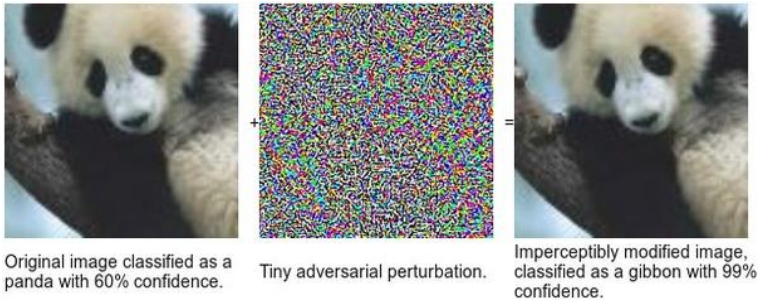 +
=
Original image classified as a
panda with 60% confidence.
Tiny adversarial perturbation.
Imperceptibly modified image,
classified as a gibbon with 99%
confidence.